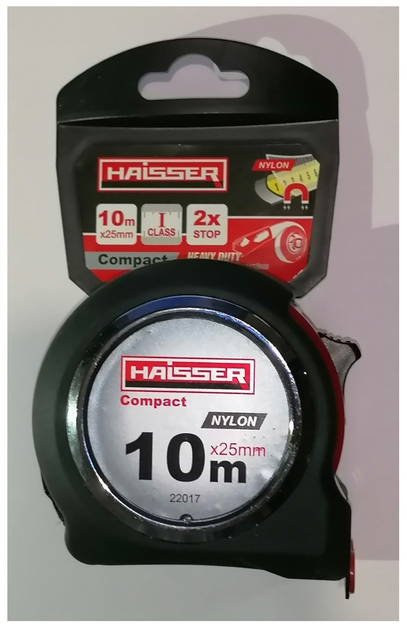 HAISSER
NYLON
10m
x25mm
I
CLASS
2x
STOP
Compact
HEAVY DUTY
HAISSER
Compact
NYLON
10m
x25mm
22017